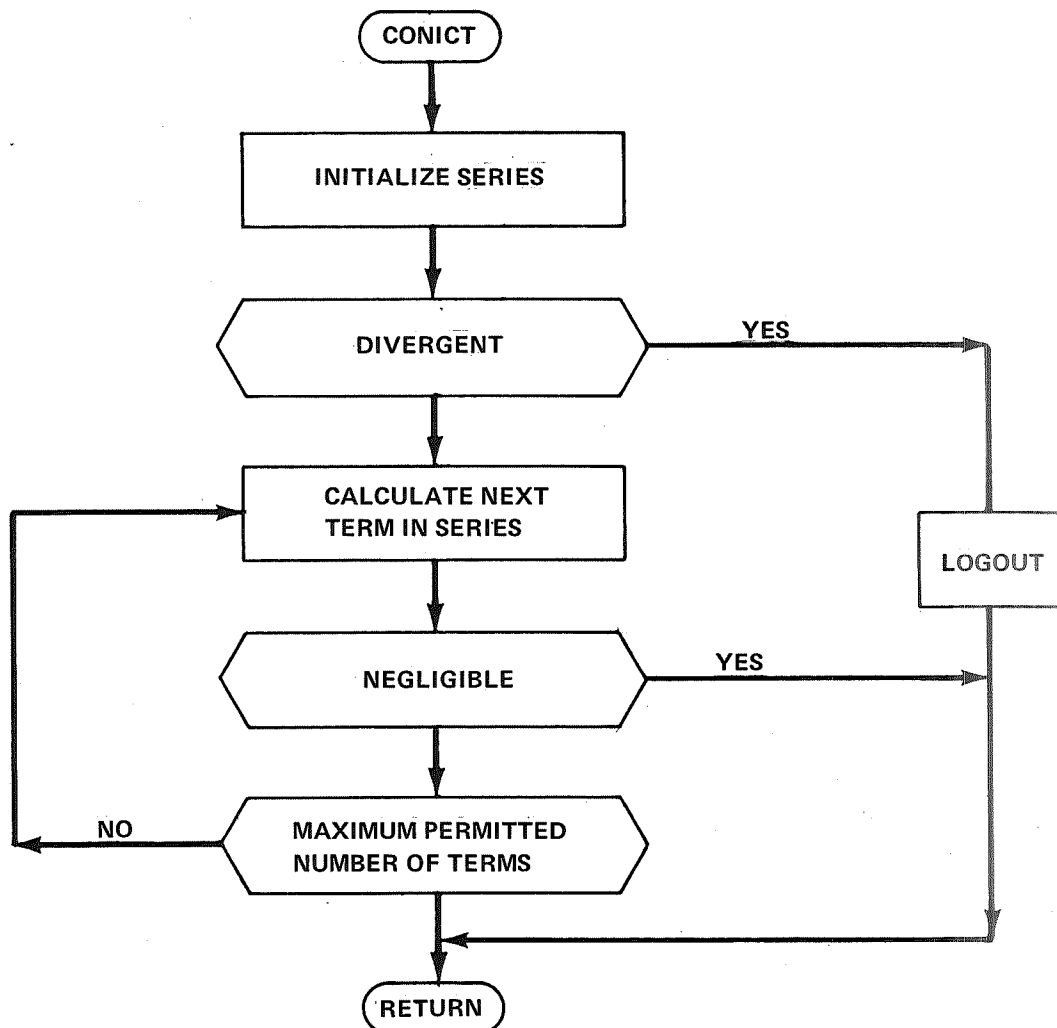 CONICT
INITIALIZE SERIES
DIVERGENT
YES
CALCULATE NEXT
TERM IN SERIES
LOGOUT
NEGLIGIBLE
YES
NO
MAXIMUM PERMITTED
NUMBER OF TERMS
RETURN